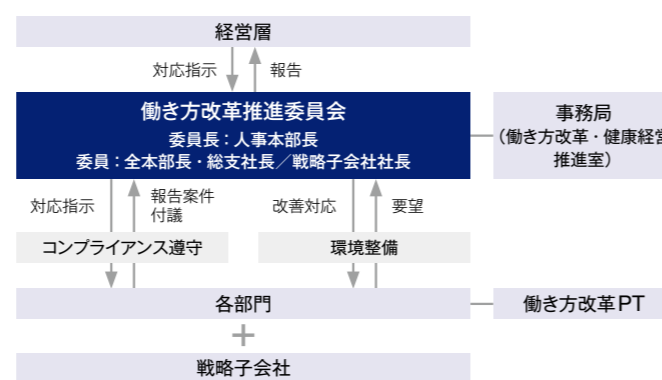 経営層
対応指示
報告
働き方改革推進委員会
委員長：人事本部長
委員：全本部長・総支社長／戦略子会社社長
事務局
（働き方改革・健康経営
推進室）
対応指示
報告案件
付議
改善対応
要望
コンプライアンス遵守
環境整備
各部門
働き方改革PT
＋
戦略子会社